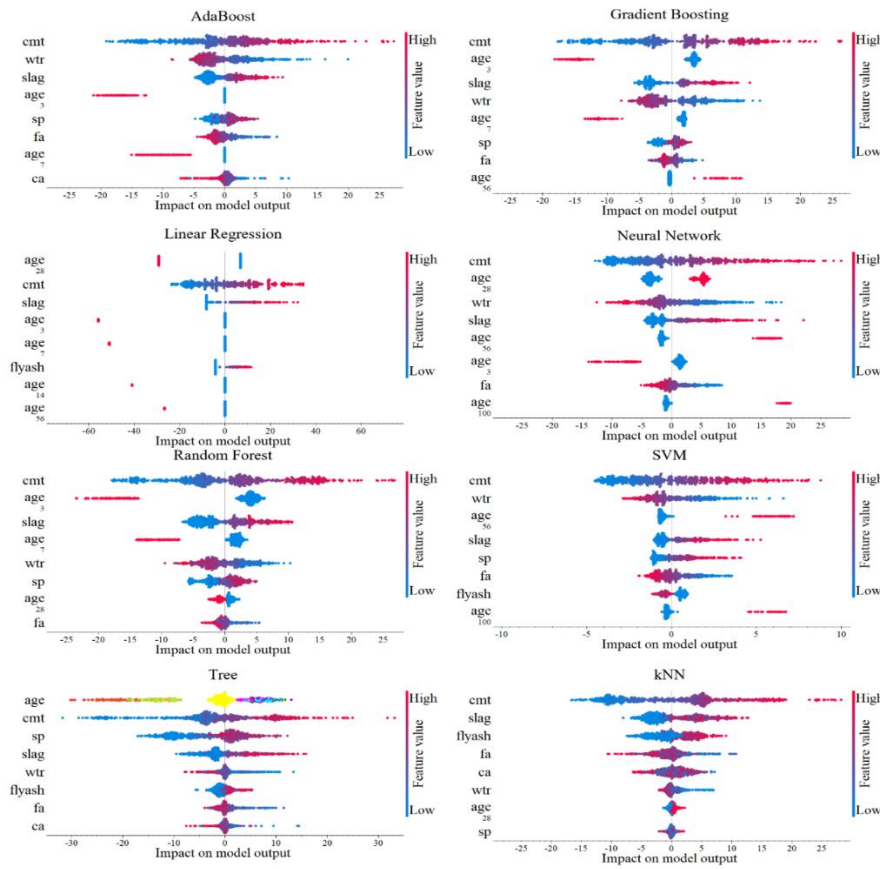 AdaBoost
cmt
wtr
slag
age
3
sp
fa
age
7
ca
-25 -20 -15 -10 -5 0 5 10 15 20 25
Impact on model output
High
Feature value
Low
Gradient Boosting
cmt
age
3
slag
wtr
age
7
sp
fa
age
56
-25 -20 -15 -10 -5 0 5 10 15 20 25
Impact on model output
High
Feature value
Low
Linear Regression
age
28
cmt
slag
age
3
age
7
flyash
age
14
age
56
-60 -40 -20 0 20 40 60
Impact on model output
High
Feature value
Low
Neural Network
cmt
age
28
wtr
slag
age
56
age
3
fa
age
100
-25 -20 -15 -10 -5 0 5 10 15 20 25
Impact on model output
High
Feature value
Low
Random Forest
cmt
age
3
slag
age
7
wtr
sp
age
28
fa
-25 -20 -15 -10 -5 0 5 10 15 20 25
Impact on model output
High
Feature value
Low
SVM
cmt
wtr
age
56
slag
sp
fa
flyash
age
100
-10 -5 0 5 10
Impact on model output
High
Feature value
Low
Tree
age
cmt
sp
slag
wtr
flyash
fa
ca
-30 -20 -10 0 10 20 30
Impact on model output
High
Feature value
Low
kNN
cmt
slag
flyash
fa
ca
wtr
age
28
sp
-25 -20 -15 -10 -5 0 5 10 15 20 25
Impact on model output
High
Feature value
Low